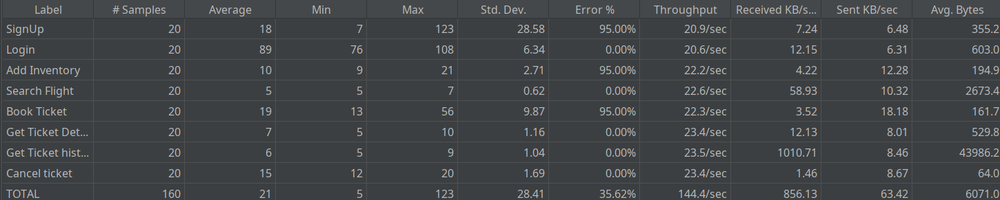 Label # Samples Average Min Max Std. Dev. Error % Throughput Received KB/s... Sent KB/sec Avg. Bytes
SignUp 20 18 7 123 28.58 95.00% 20.9/sec 7.24 6.48 355.2
Login 20 89 76 108 6.34 0.00% 20.6/sec 12.15 6.31 603.0
Add Inventory 20 10 9 21 2.71 95.00% 22.2/sec 4.22 12.28 194.9
Search Flight 20 5 5 7 0.62 0.00% 22.6/sec 58.93 10.32 2673.4
Book Ticket 20 19 13 56 9.87 95.00% 22.3/sec 3.52 18.18 161.7
Get Ticket Det... 20 7 5 10 1.16 0.00% 23.4/sec 12.13 8.01 529.8
Get Ticket hist... 20 6 5 9 1.04 0.00% 23.5/sec 1010.71 8.46 43986.2
Cancel ticket 20 15 12 20 1.69 0.00% 23.4/sec 1.46 8.67 64.0
TOTAL 160 21 5 123 28.41 35.62% 144.4/sec 856.13 63.42 6071.0